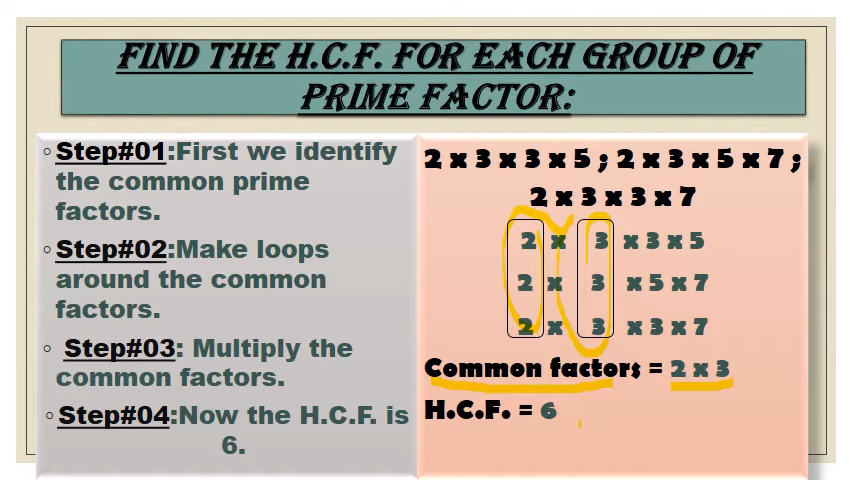 FIND THE H.C.F. FOR EACH GROUP OF
PRIME FACTOR:
◦ Step#01:First we identify
the common prime
factors.
◦ Step#02:Make loops
around the common
factors.
◦ Step#03: Multiply the
common factors.
◦ Step#04:Now the H.C.F. is
6.
2 x 3 x 3 x 5 ; 2 x 3 x 5 x 7 ;
2 x 3 x 3 x 7
2 x 3 x 3 x 5
2 x 3 x 5 x 7
2 x 3 x 3 x 7
Common factors = 2 x 3
H.C.F. = 6